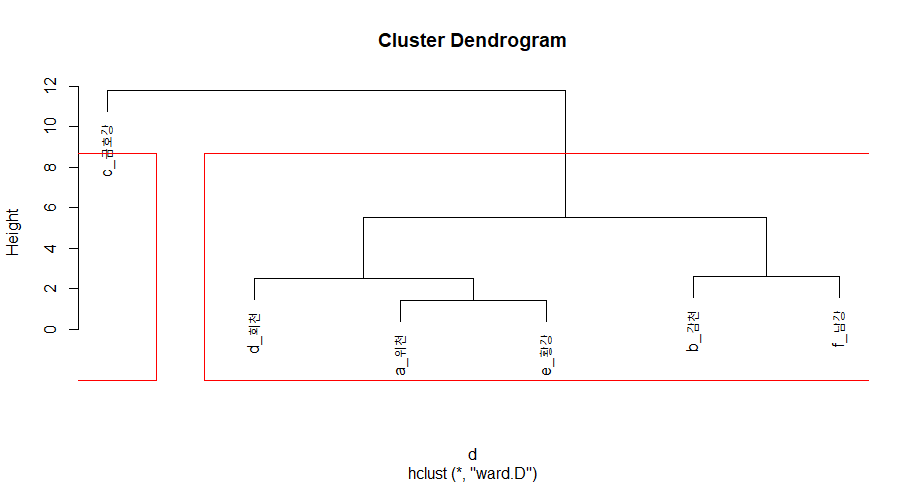 Cluster Dendrogram
Height
12
10
8
6
4
2
0
c_금호강
d_회천
a_위천
e_황강
b_감천
f_남강
d
hclust (*, "ward.D")